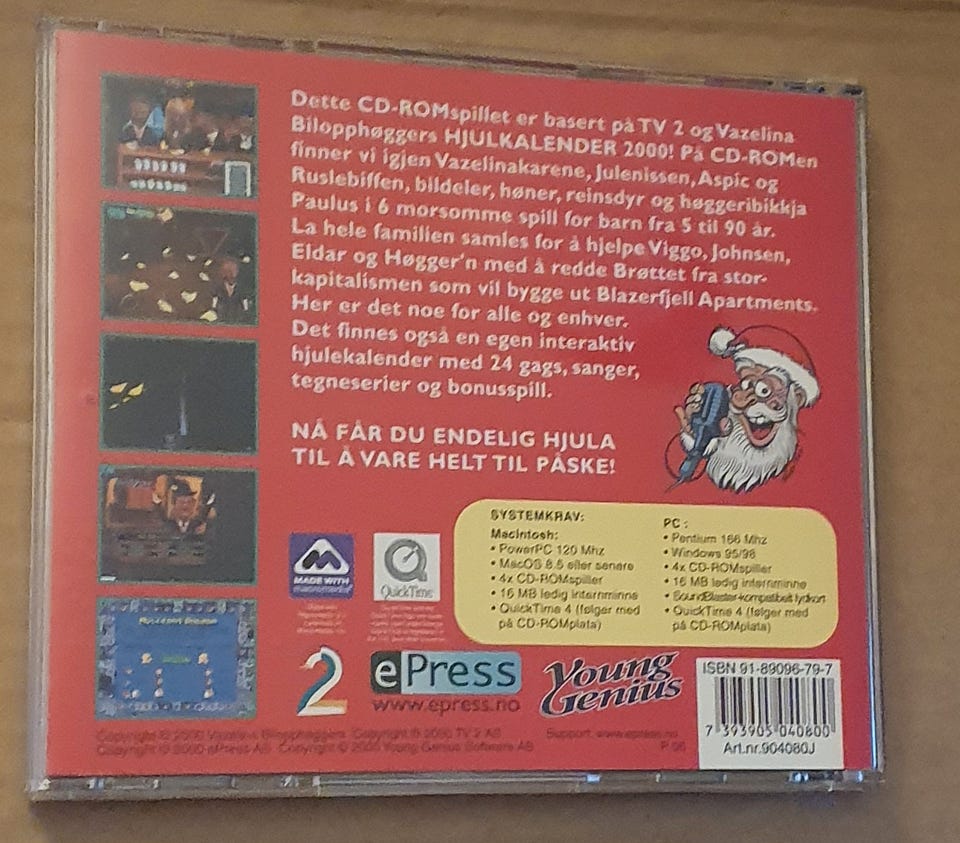 Dette CD-ROMspillet er basert på TV 2 og Vazelina
Bilopphøggers HJULKALENDER 2000! På CD-ROMen
finner vi igjen Vazelinakarene, Julenissen, Aspic og
Ruslebiffen, bildeler, høner, reinsdyr og høggeribikkja
Paulus i 6 morsomme spill for barn fra 5 til 90 år.
La hele familien samles for å hjelpe Viggo, Johnsen,
Eldar og Høgger'n med å redde Brøttet fra stor-
kapitalismen som vil bygge ut Blazerfjell Apartments.
Her er det noe for alle og enhver.
Det finnes også en egen interaktiv
hjulekalender med 24 gags, sanger,
tegneserier og bonusspill.
NÅ FÅR DU ENDELIG HJULA
TIL Å VARE HELT TIL PÅSKE!
SYSTEMKRAV:
Macintosh:
• PowerPC 120 Mhz
• MacOS 8.5 eller senere
• 4x CD-ROMspiller
• 16 MB ledig internminne
• QuickTime 4 (følger med
på CD-ROMplata)
PC :
• Pentium 166 Mhz
• Windows 95/98
• 4x CD-ROMspiller
• 16 MB ledig internminne
• SoundBlaster-kompatibelt lydkort
• QuickTime 4 (følger med
på CD-ROMplata)
MADE WITH
macromedia
QuickTime
2
ePress
www.epress.no
Young
Genius
ISBN 91-89096-79-7
7 393905 040800
Art.nr.904080J
Copyright © 2000 Vazelina Bilopphøggers Copyright © 2000 TV 2 AS
Copyright © 2000 ePress AS Copyright © 2000 Young Genius Software AB
Support: www.epress.no